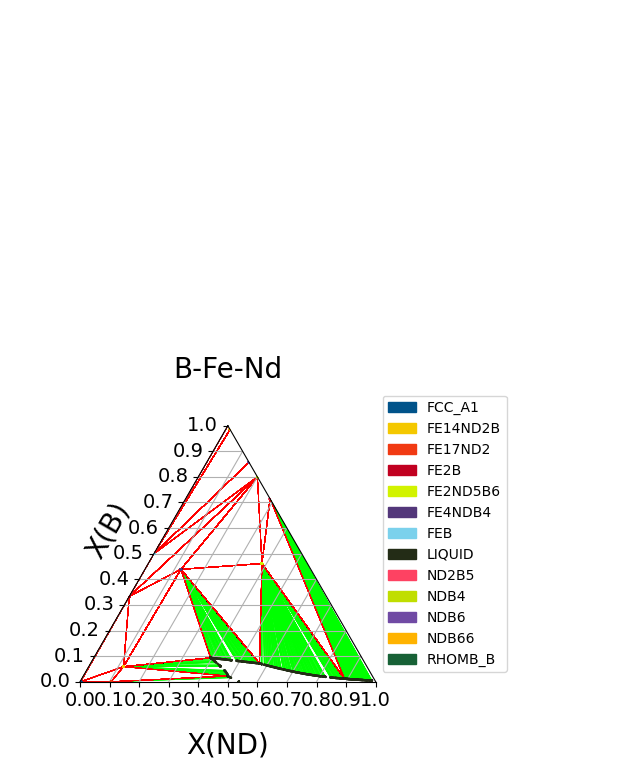 B-Fe-Nd
1.0
0.9
0.8
0.7
0.6
0.5
0.4
0.3
0.2
0.1
0.0
X(B)
0.00.10.20.30.40.50.60.70.80.91.0
X(ND)
FCC_A1
FE14ND2B
FE17ND2
FE2B
FE2ND5B6
FE4NDB4
FEB
LIQUID
ND2B5
NDB4
NDB6
NDB66
RHOMB_B